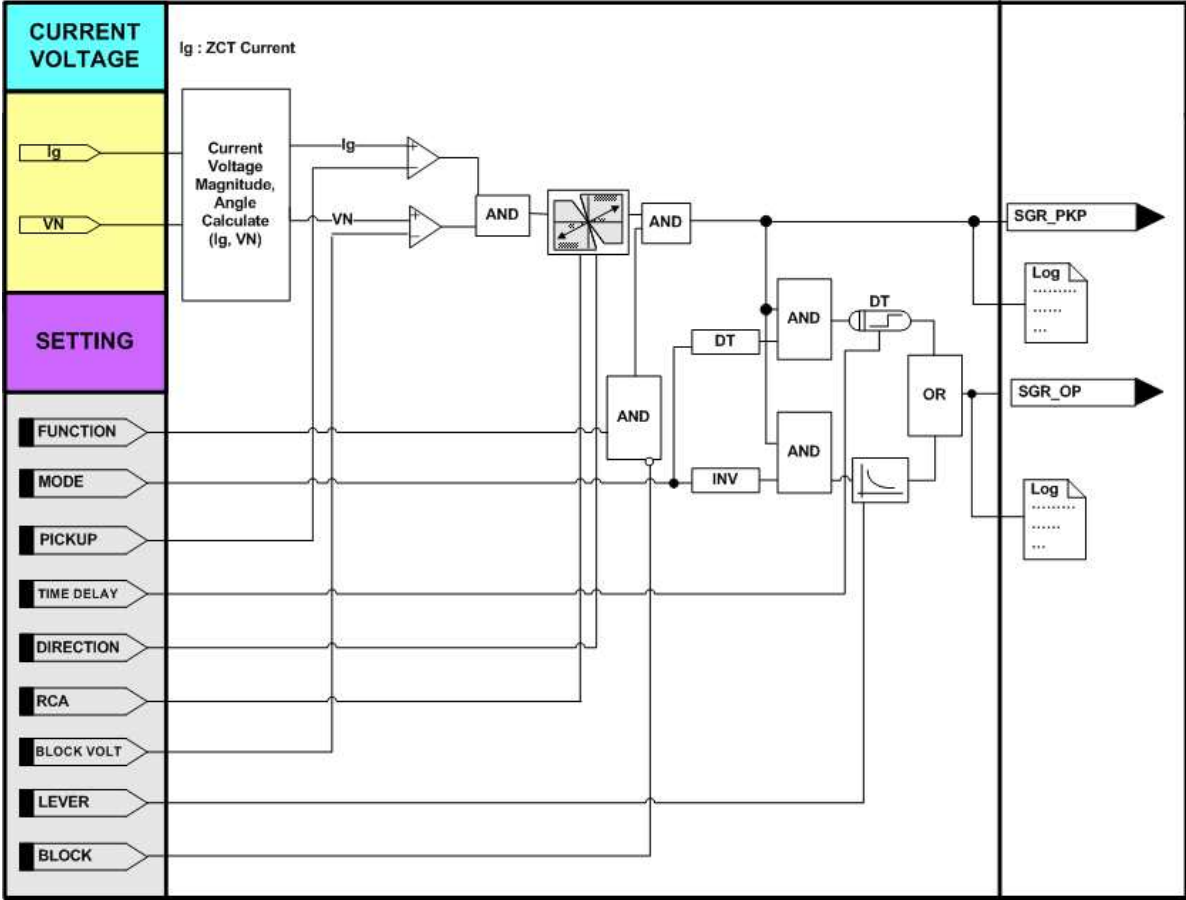 CURRENT
VOLTAGE
Ig : ZCT Current
Ig
VN
Current
Voltage
Magnitude,
Angle
Calculate
(Ig, VN)
Ig
+
−
VN
+
−
AND
AND
SGR_PKP
Log
SETTING
DT
AND
DT
AND
OR
SGR_OP
AND
INV
Log
FUNCTION
MODE
PICKUP
TIME DELAY
DIRECTION
RCA
BLOCK VOLT
LEVER
BLOCK